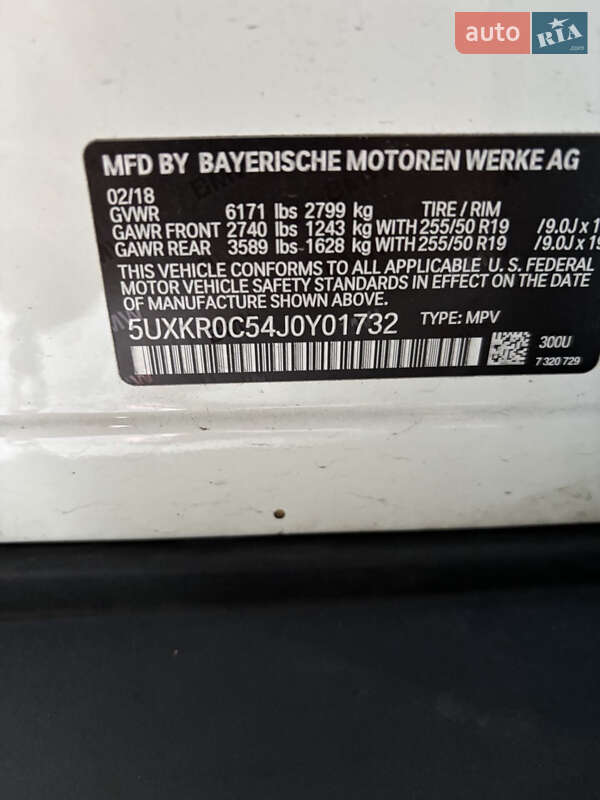 auto RIA.com
MFD BY BAYERISCHE MOTOREN WERKE AG
02/18
GVWR 6171 lbs 2799 kg TIRE / RIM
GAWR FRONT 2740 lbs 1243 kg WITH 255/50 R19 /9.0J x 1
GAWR REAR 3589 lbs 1628 kg WITH 255/50 R19 /9.0J x 19
THIS VEHICLE CONFORMS TO ALL APPLICABLE U. S. FEDERAL
MOTOR VEHICLE SAFETY STANDARDS IN EFFECT ON THE DATE
OF MANUFACTURE SHOWN ABOVE.
5UXKR0C54J0Y01732 TYPE: MPV
300U
7 320 729